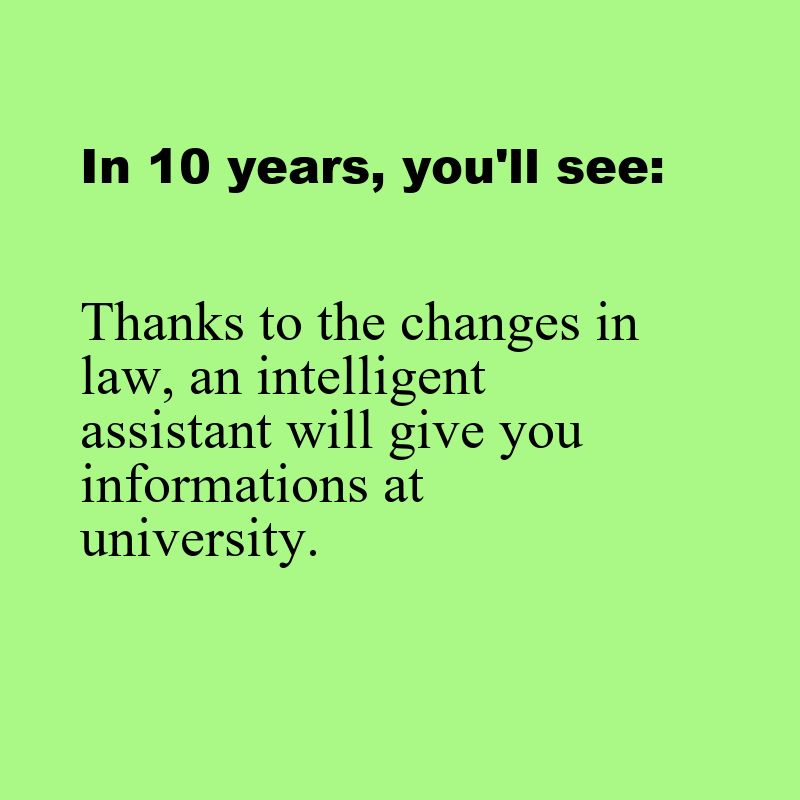 In 10 years, you'll see:
Thanks to the changes in
law, an intelligent
assistant will give you
informations at
university.